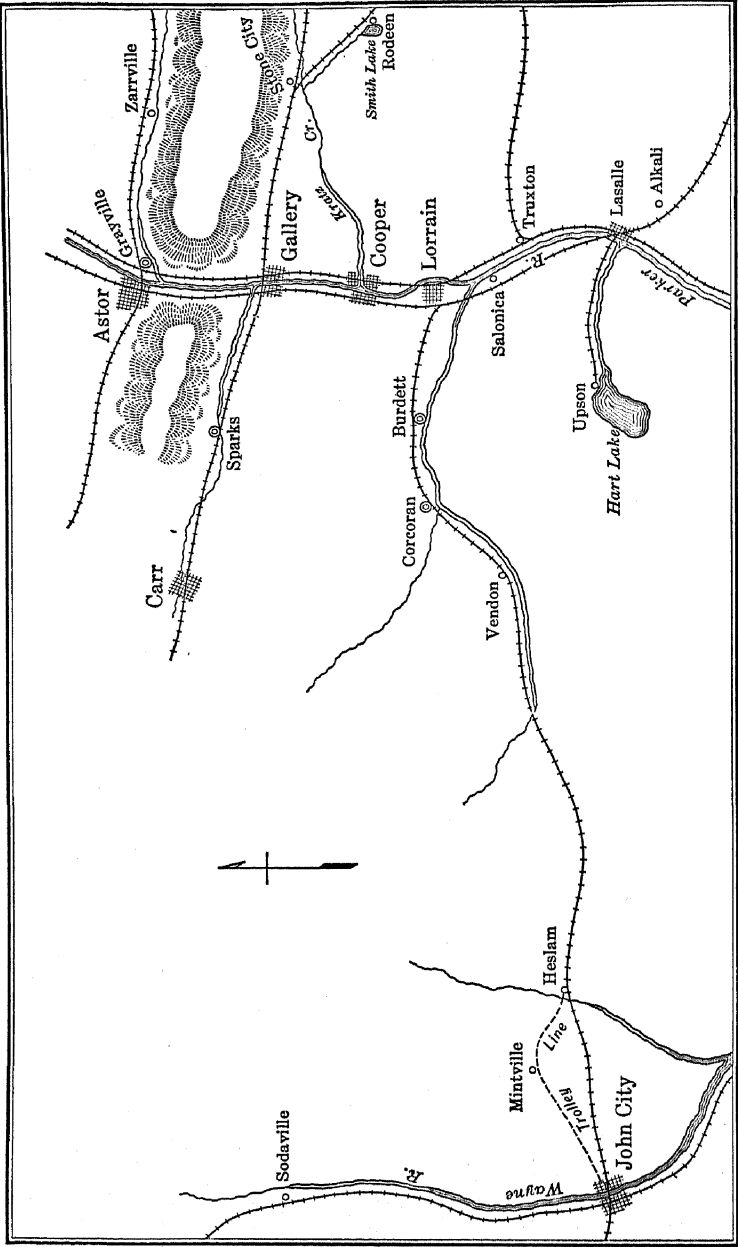 Zarrville
Stone City
Smith Lake
Rodeen
Grayville
Cr.
Kratz
Astor
Gallery
Cooper
Lorrain
Truxton
Lasalle
Alkali
R.
Parker
Salonica
Sparks
Burdett
Upson
Hart Lake
Carr
Corcoran
Vendon
Heslam
Line
Mintville
Trolley
John City
Sodaville
R.
Wayne